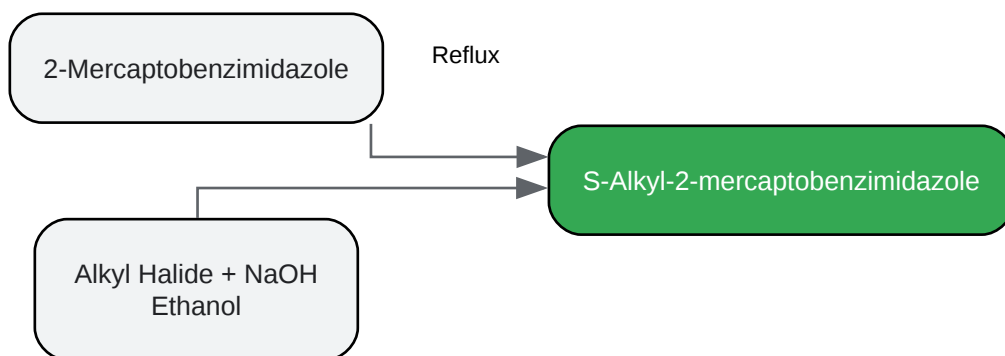 2-Mercaptobenzimidazole
Reflux
S-Alkyl-2-mercaptobenzimidazole
Alkyl Halide + NaOH
Ethanol